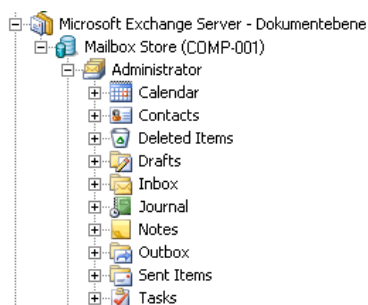 Microsoft Exchange Server - Dokumentebene
Mailbox Store (COMP-001)
Administrator
Calendar
Contacts
Deleted Items
Drafts
Inbox
Journal
Notes
Outbox
Sent Items
Tasks